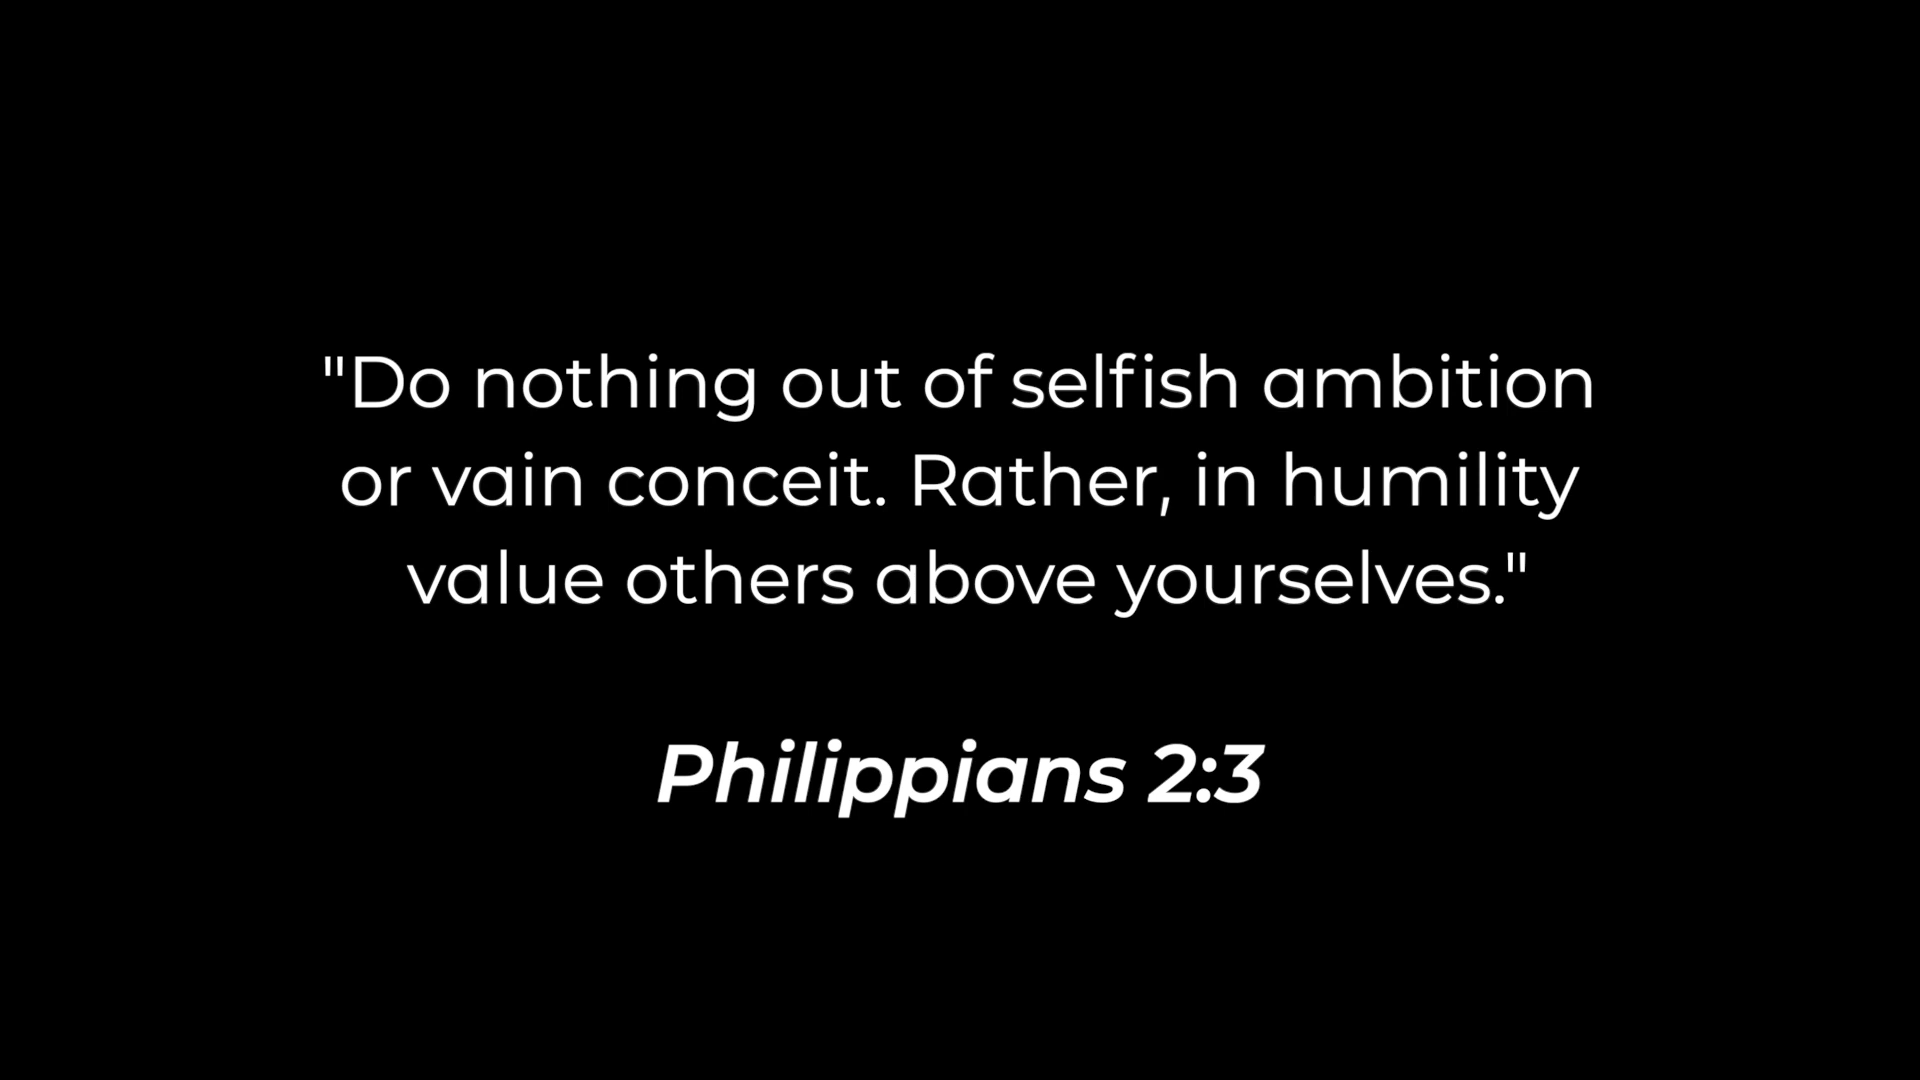 "Do nothing out of selfish ambition
or vain conceit. Rather, in humility
value others above yourselves."
Philippians 2:3